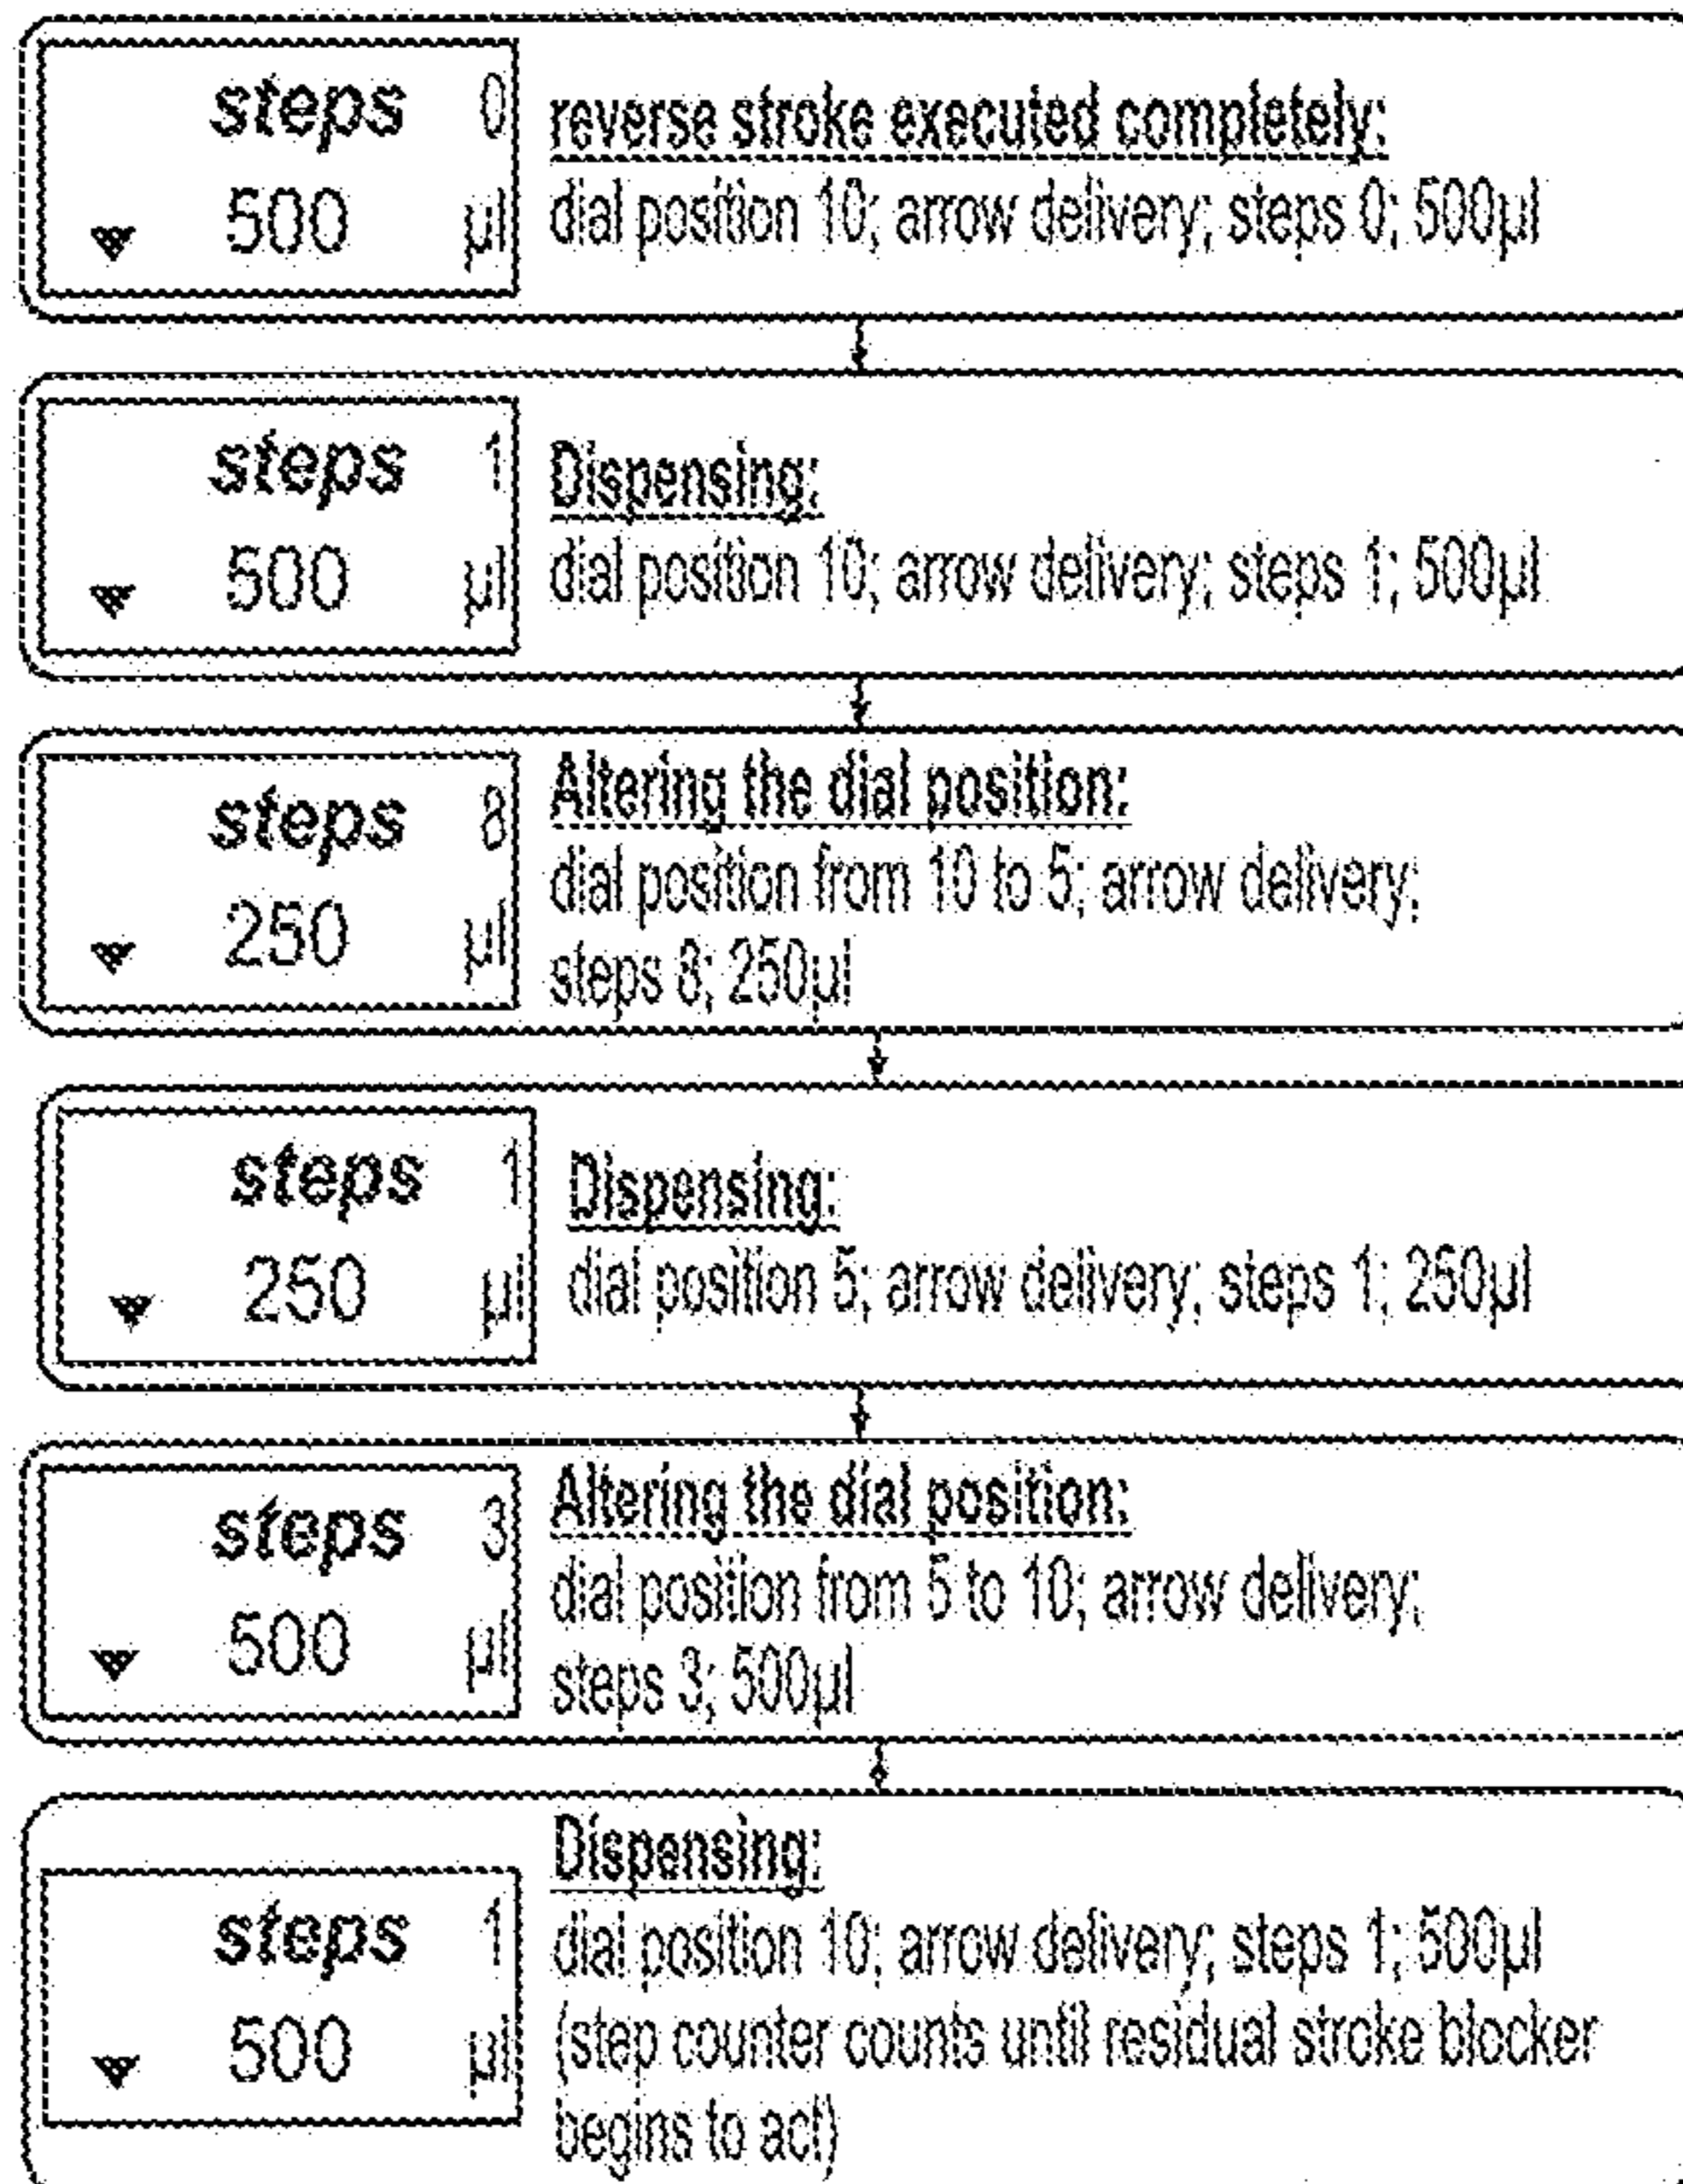 steps 0
500 µl
reverse stroke executed completely:
dial position 10; arrow delivery; steps 0; 500µl
steps 1
500 µl
Dispensing:
dial position 10; arrow delivery; steps 1; 500µl
steps 8
250 µl
Altering the dial position:
dial position from 10 to 5; arrow delivery;
steps 8; 250µl
steps 1
250 µl
Dispensing:
dial position 5; arrow delivery; steps 1; 250µl
steps 3
500 µl
Altering the dial position:
dial position from 5 to 10; arrow delivery;
steps 3; 500µl
steps 1
500 µl
Dispensing:
dial position 10; arrow delivery; steps 1; 500µl
(step counter counts until residual stroke blocker
begins to act)